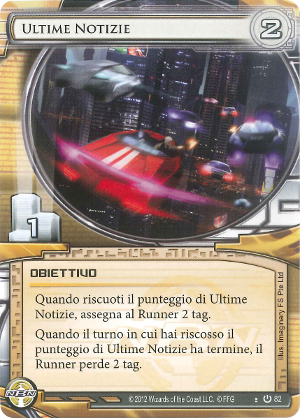 ULTIME NOTIZIE
2
1
OBIETTIVO
Quando riscuoti il punteggio di Ultime
Notizie, assegna al Runner 2 tag.
Quando il turno in cui hai riscosso il
punteggio di Ultime Notizie ha termine, il
Runner perde 2 tag.
Illus. Imaginary FS Pte Ltd
NBN
©2012 Wizards of the Coast LLC. © FFG
82